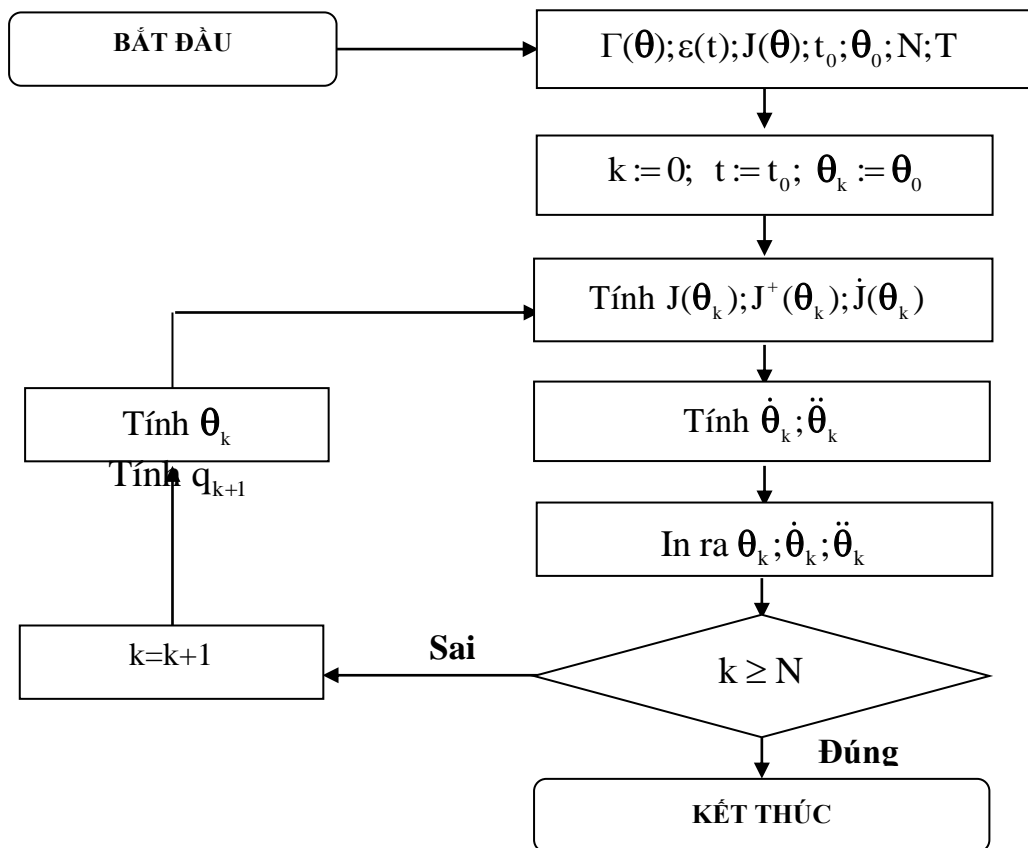 BẮT ĐẦU
Γ(θ);ε(t);J(θ);t₀;θ₀;N;T
k := 0; t := t₀; θₖ := θ₀
Tính J(θₖ);J⁺(θₖ);J̇(θₖ)
Tính θ̇ₖ;θ̈ₖ
In ra θₖ;θ̇ₖ;θ̈ₖ
k ≥ N
Sai
k=k+1
Tính θₖ
Tính qₖ₊₁
Đúng
KẾT THÚC